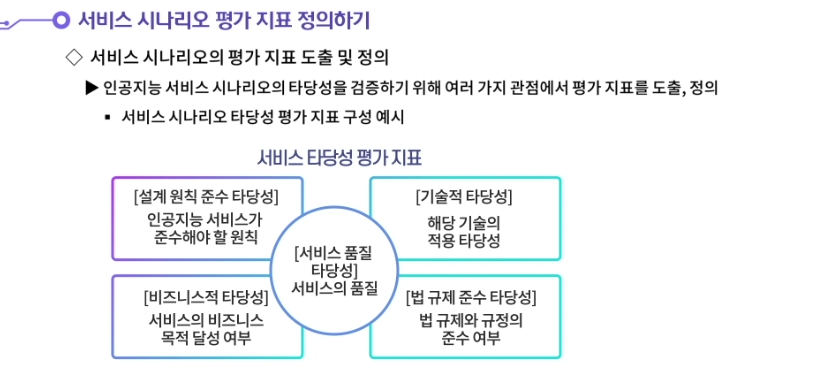 서비스 시나리오 평가 지표 정의하기
◇ 서비스 시나리오의 평가 지표 도출 및 정의
▶ 인공지능 서비스 시나리오의 타당성을 검증하기 위해 여러 가지 관점에서 평가 지표를 도출, 정의
▪ 서비스 시나리오 타당성 평가 지표 구성 예시
서비스 타당성 평가 지표
[설계 원칙 준수 타당성]
인공지능 서비스가
준수해야 할 원칙
[기술적 타당성]
해당 기술의
적용 타당성
[서비스 품질
타당성]
서비스의 품질
[비즈니스적 타당성]
서비스의 비즈니스
목적 달성 여부
[법 규제 준수 타당성]
법 규제와 규정의
준수 여부